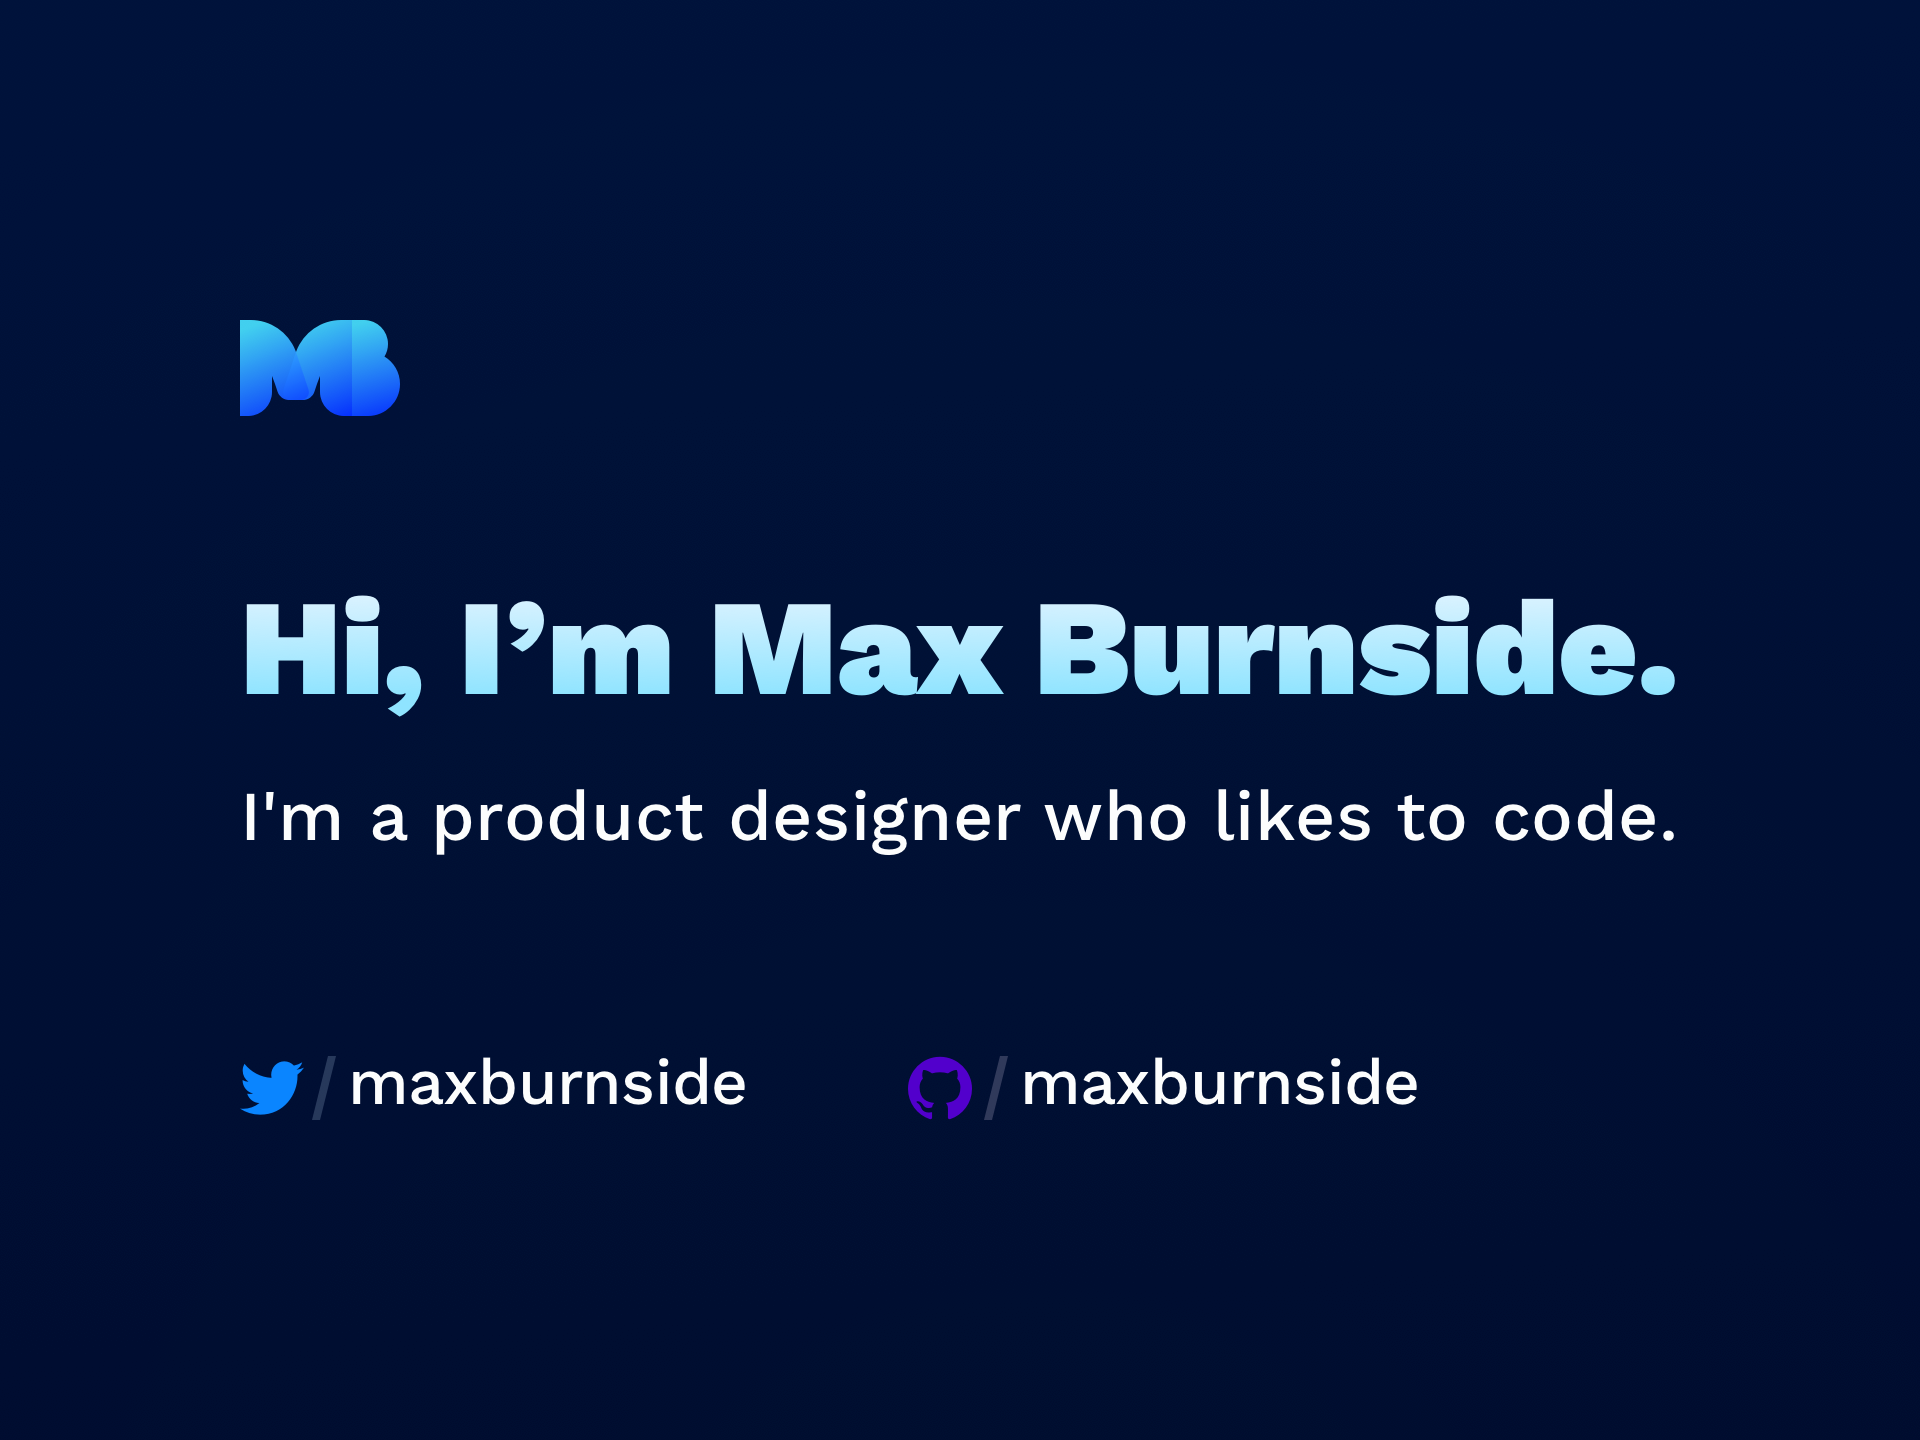 MB
Hi, I’m Max Burnside.
I'm a product designer who likes to code.
/ maxburnside
/ maxburnside